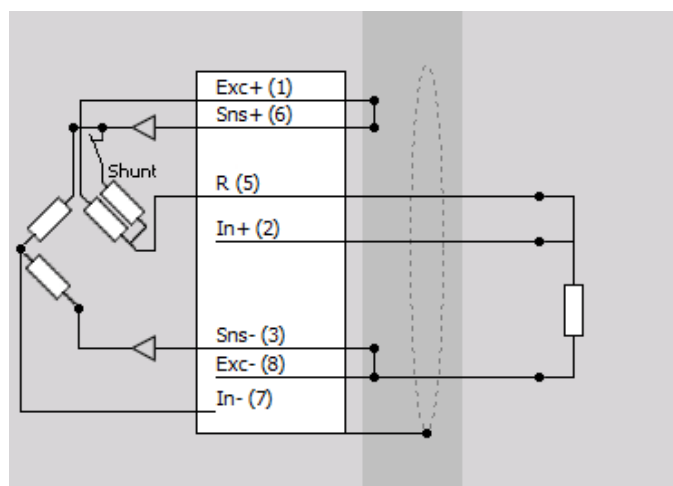 Exc+ (1)
Sns+ (6)
Shunt
R (5)
In+ (2)
Sns- (3)
Exc- (8)
In- (7)